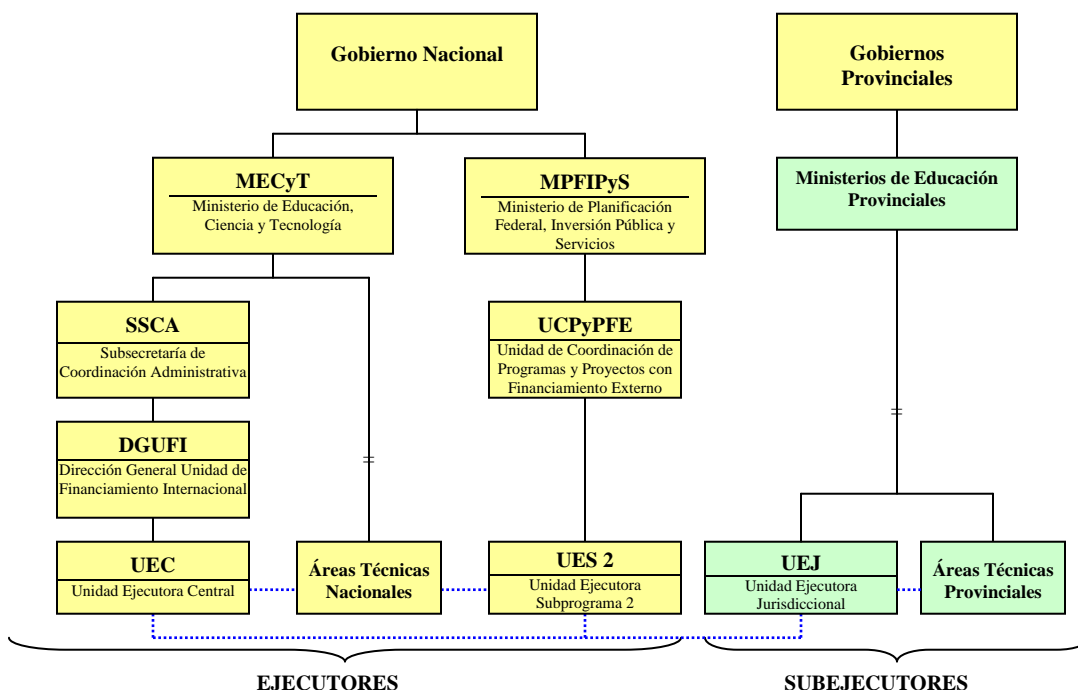 Gobierno Nacional
Gobiernos
Provinciales
MECyT
Ministerio de Educación,
Ciencia y Tecnología
MPFIPyS
Ministerio de Planificación
Federal, Inversión Pública y
Servicios
Ministerios de Educación
Provinciales
SSCA
Subsecretaría de
Coordinación Administrativa
UCPyPFE
Unidad de Coordinación de
Programas y Proyectos con
Financiamiento Externo
DGUFI
Dirección General Unidad de
Financiamiento Internacional
UEC
Unidad Ejecutora Central
Áreas Técnicas
Nacionales
UES 2
Unidad Ejecutora
Subprograma 2
UEJ
Unidad Ejecutora
Jurisdiccional
Áreas Técnicas
Provinciales
EJECUTORES
SUBEJECUTORES